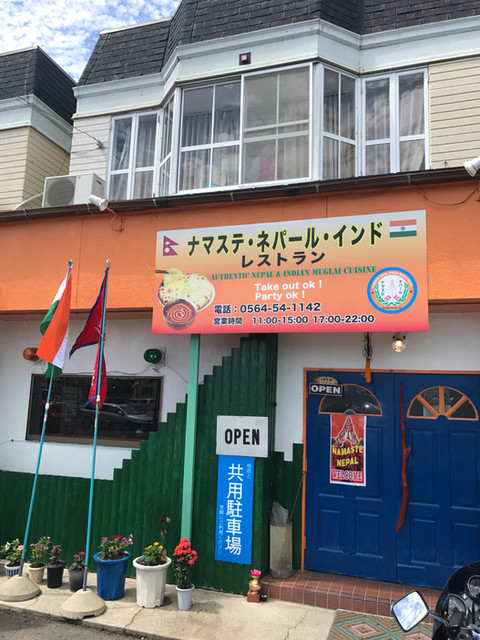 ナマステ・ネパール・インド
レストラン
AUTHENTIC NEPAL & INDIAN MUGLAI CUISINE
Take out ok !
Party ok !
電話：0564-54-1142
営業時間 11:00-15:00 17:00-22:00
OPEN
NAMASTE
NEPAL
WELCOME
OPEN
共用駐車場